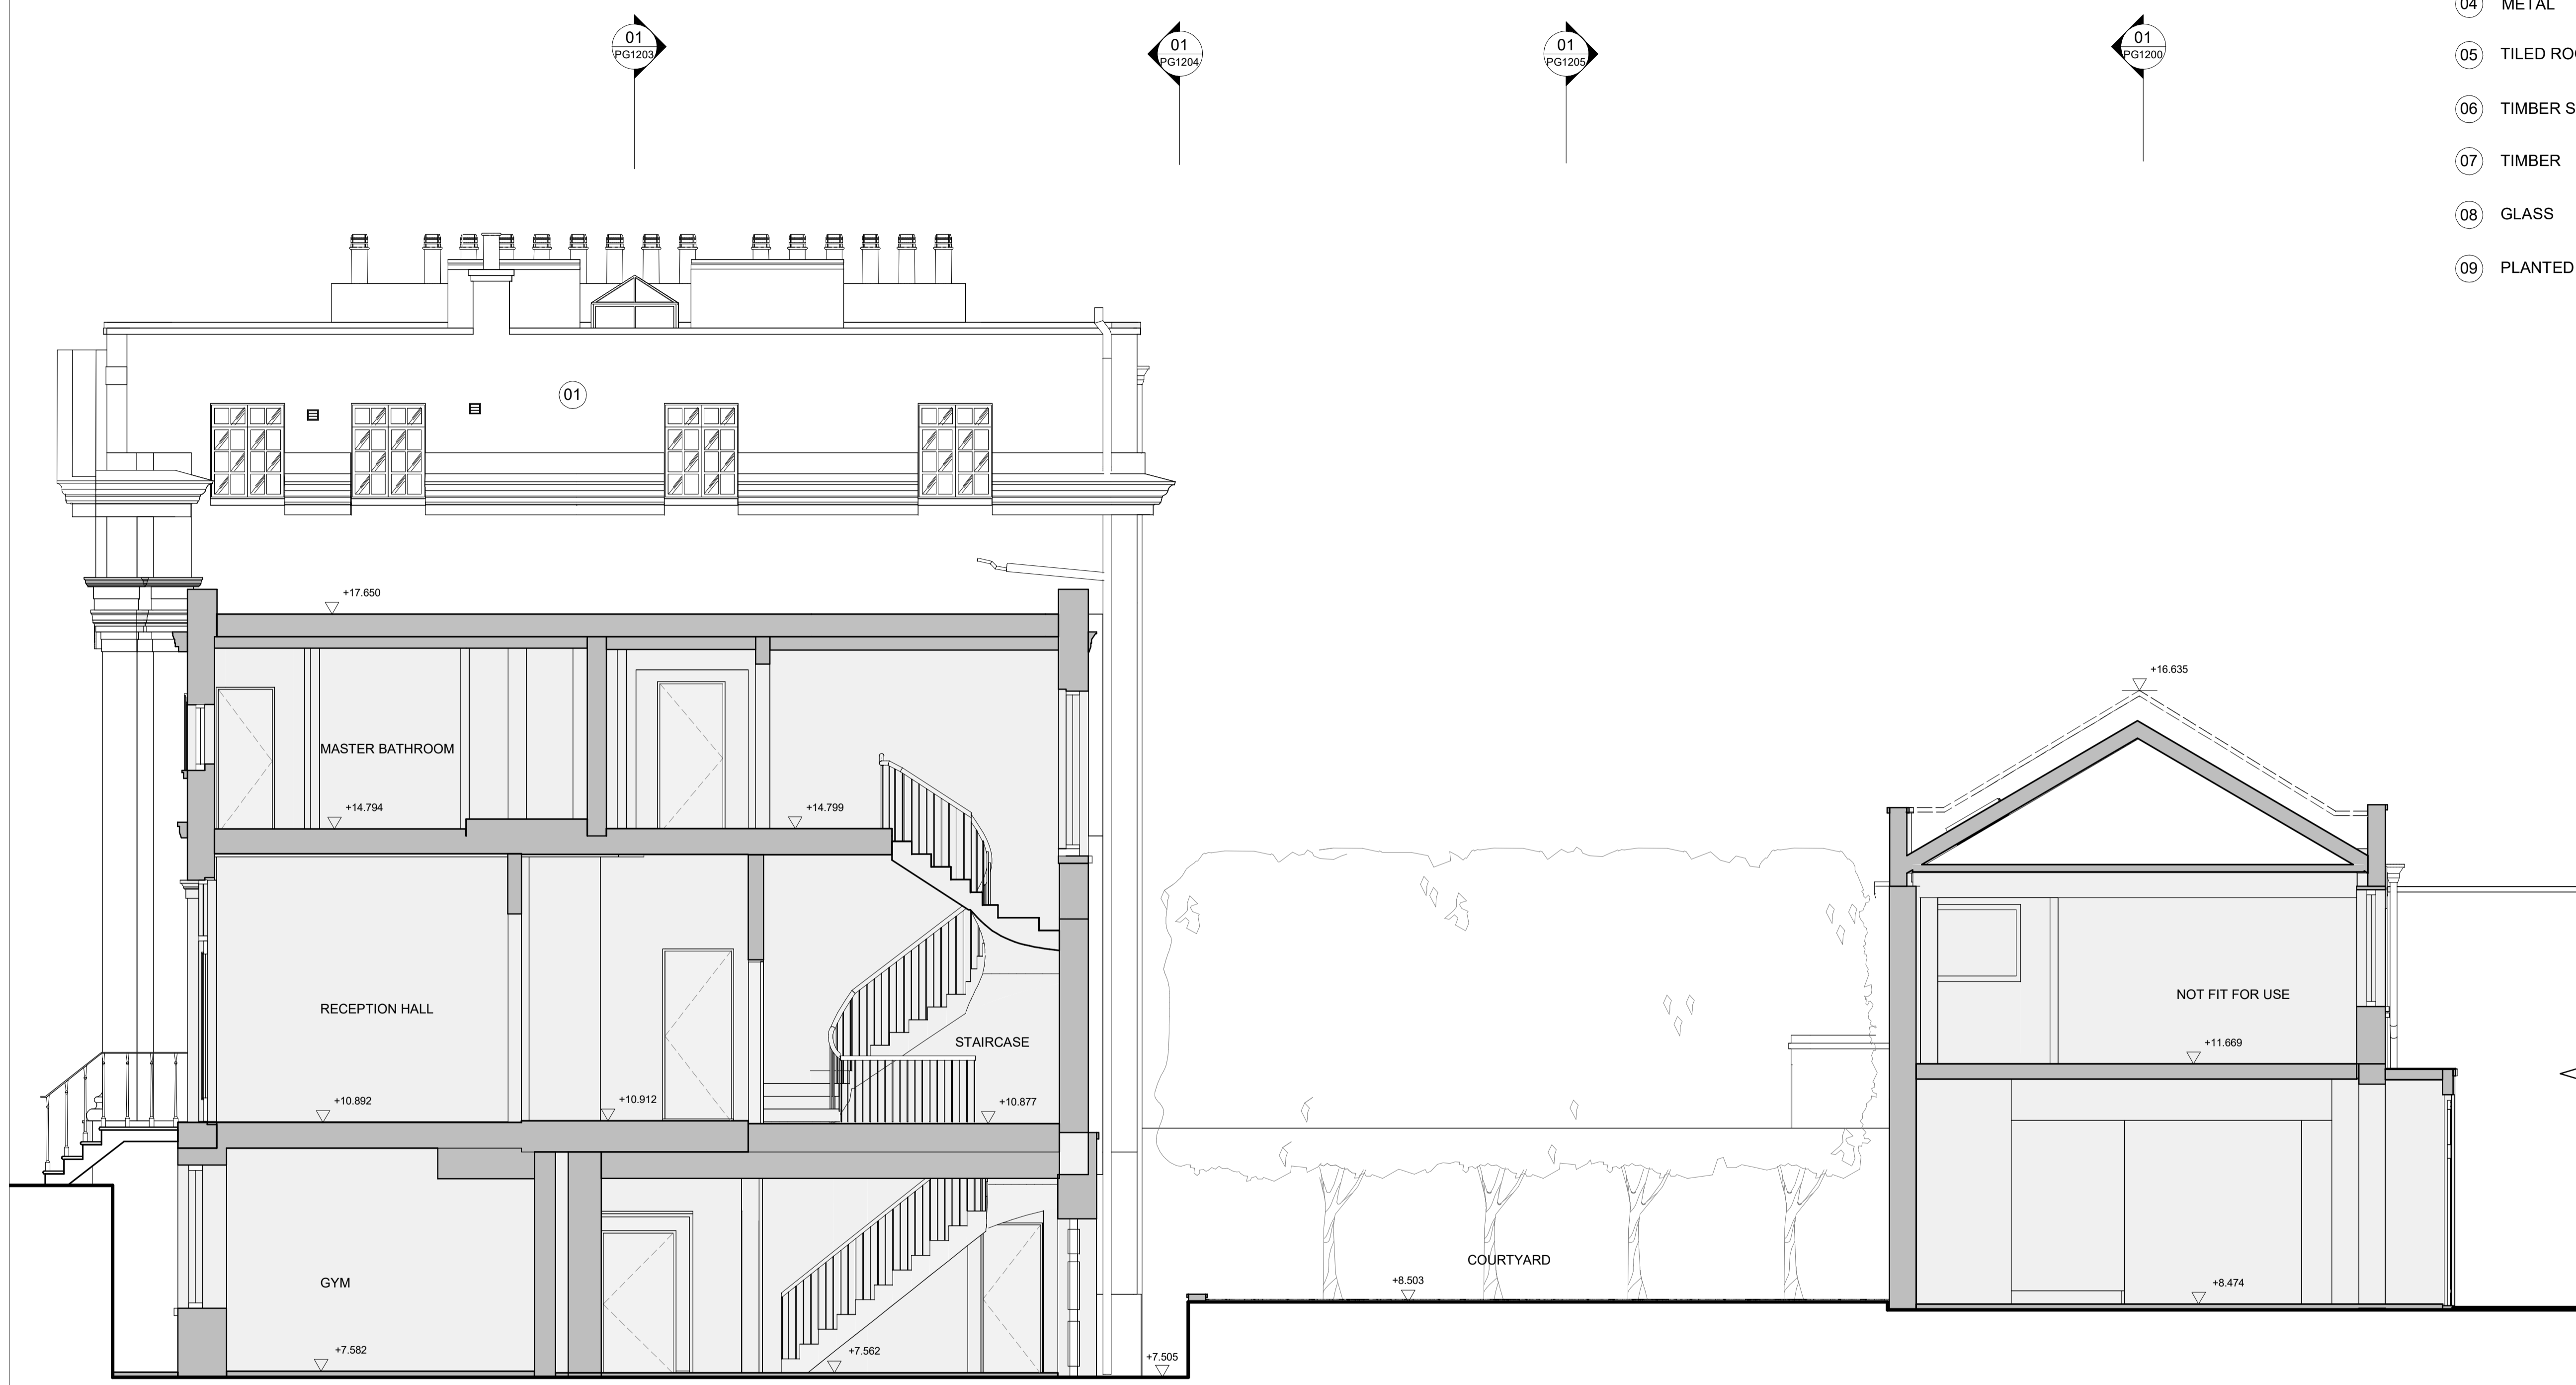 01
PG1203
01
PG1204
01
PG1205
01
PG1200
04 METAL
05 TILED ROO
06 TIMBER S
07 TIMBER
08 GLASS
09 PLANTED
01
+17.650
+16.635
MASTER BATHROOM
+14.794
+14.799
RECEPTION HALL
STAIRCASE
NOT FIT FOR USE
+11.669
+10.892
+10.912
+10.877
GYM
COURTYARD
+8.503
+8.474
+7.582
+7.562
+7.505